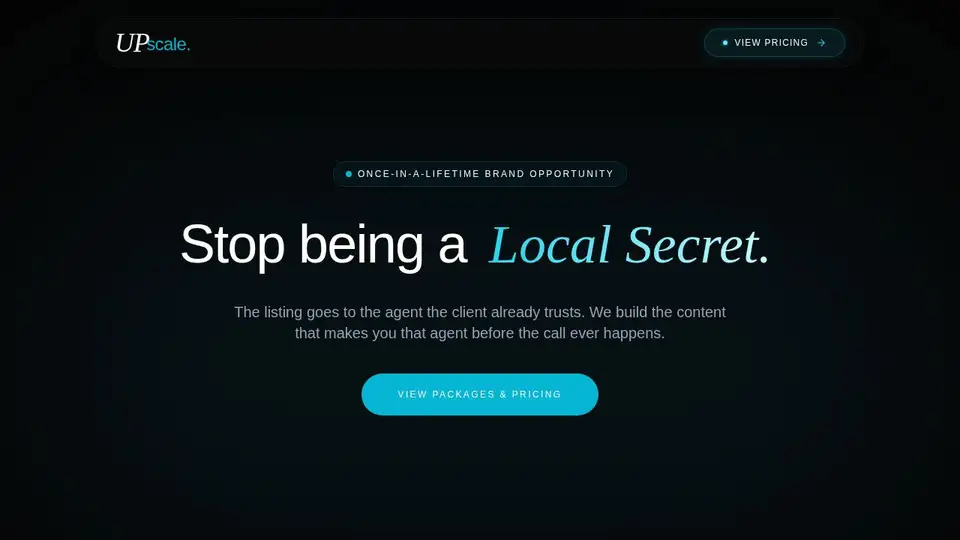 UPscale.
VIEW PRICING →
ONCE-IN-A-LIFETIME BRAND OPPORTUNITY
Stop being a Local Secret.
The listing goes to the agent the client already trusts. We build the content
that makes you that agent before the call ever happens.
VIEW PACKAGES & PRICING